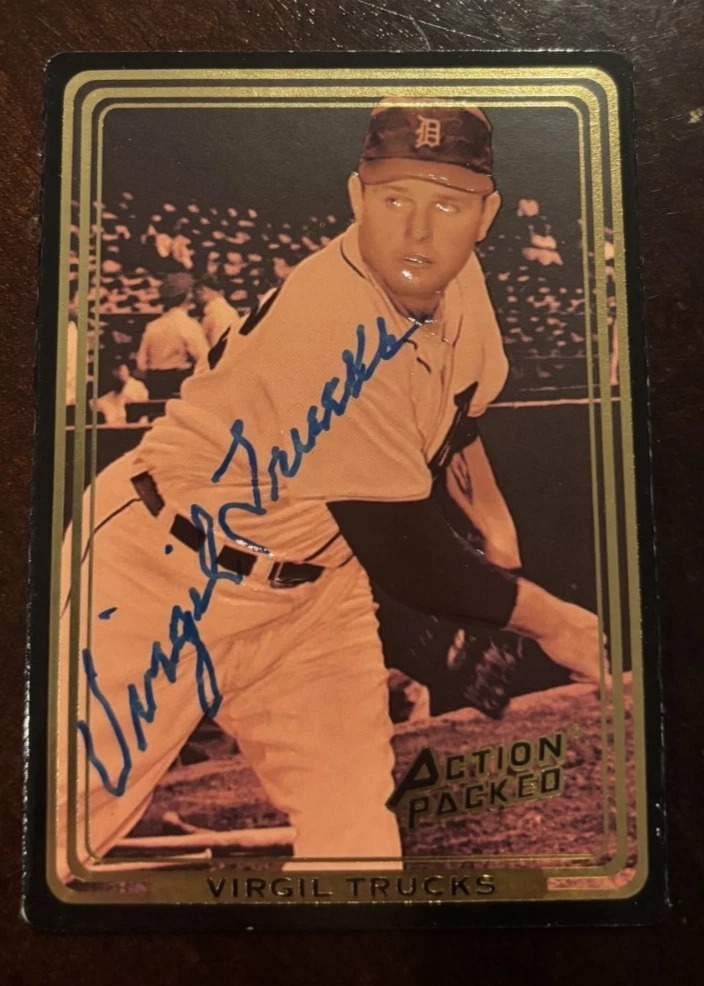 D
Virgil Trucks
ACTION
PACKED
VIRGIL TRUCKS